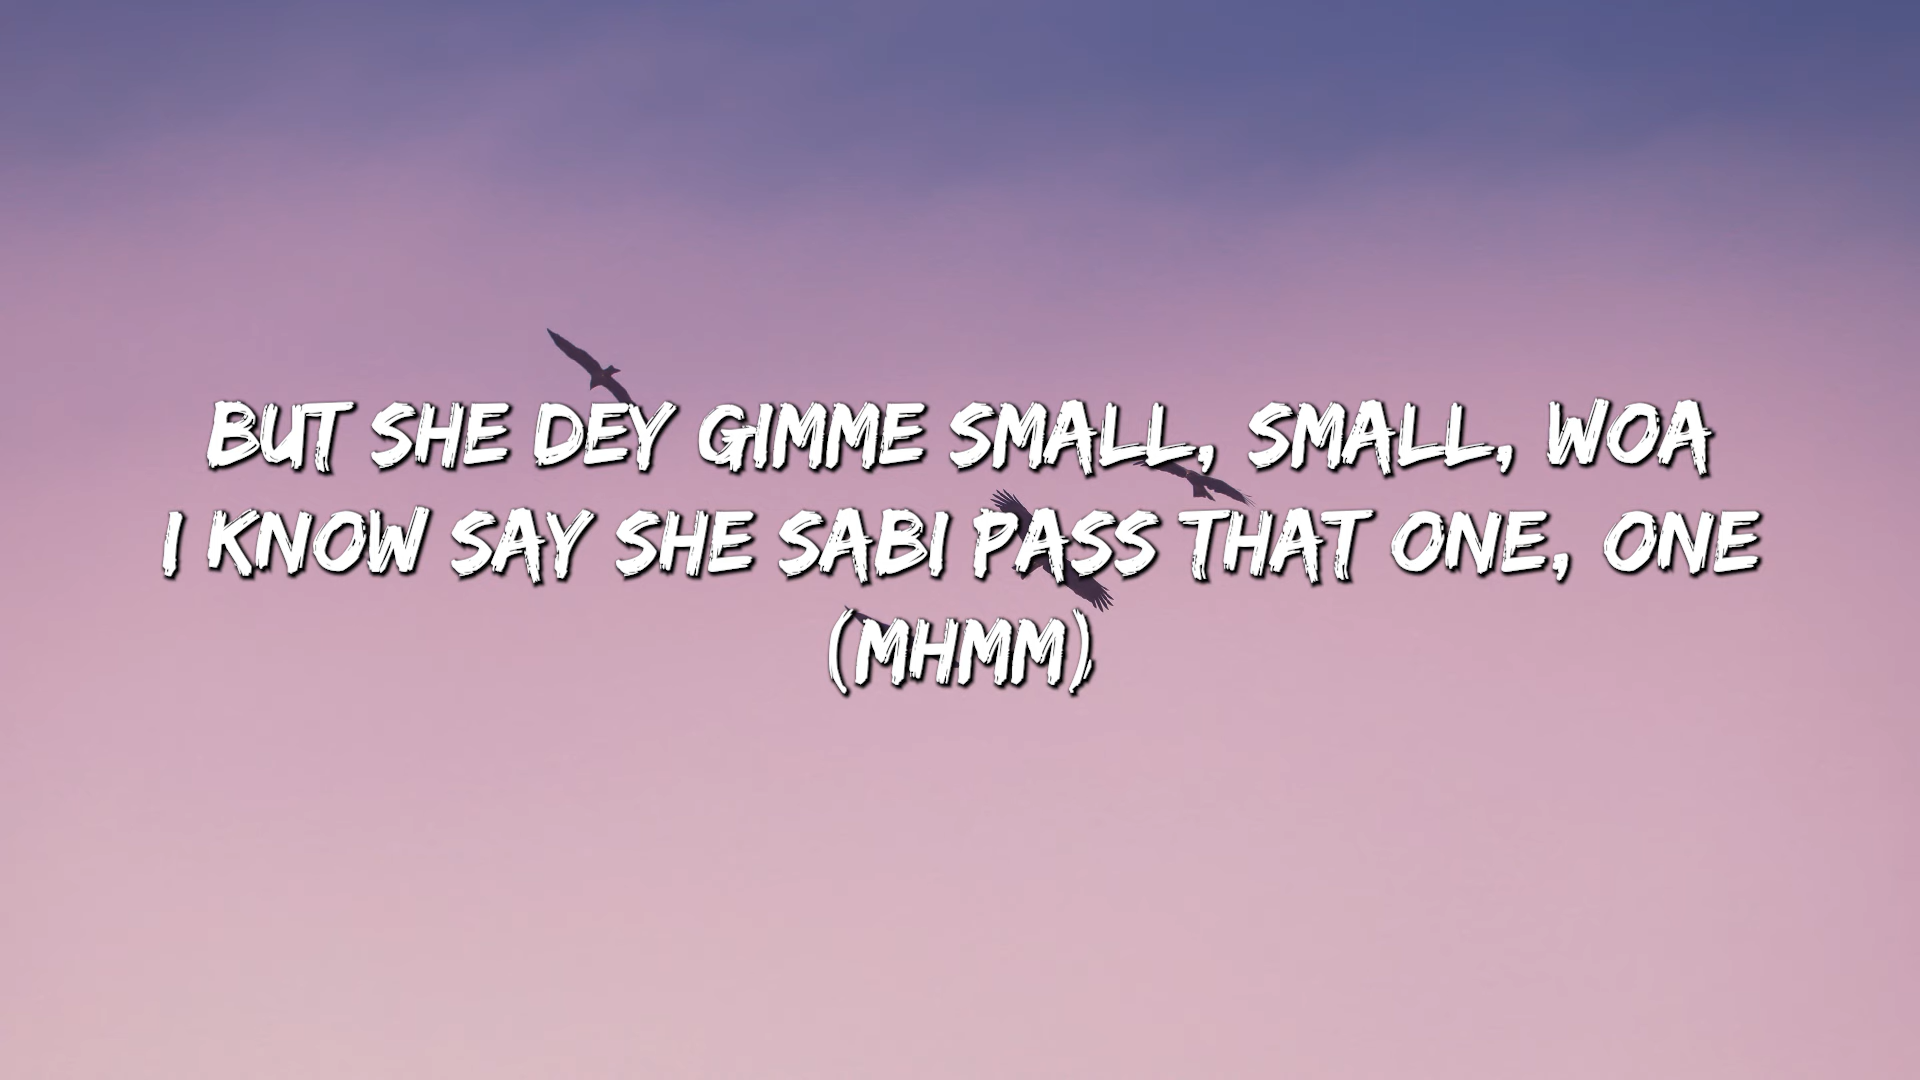 BUT SHE DEY GIMME SMALL, SMALL, WOA
I KNOW SAY SHE SABI PASS THAT ONE, ONE
(MHMM)